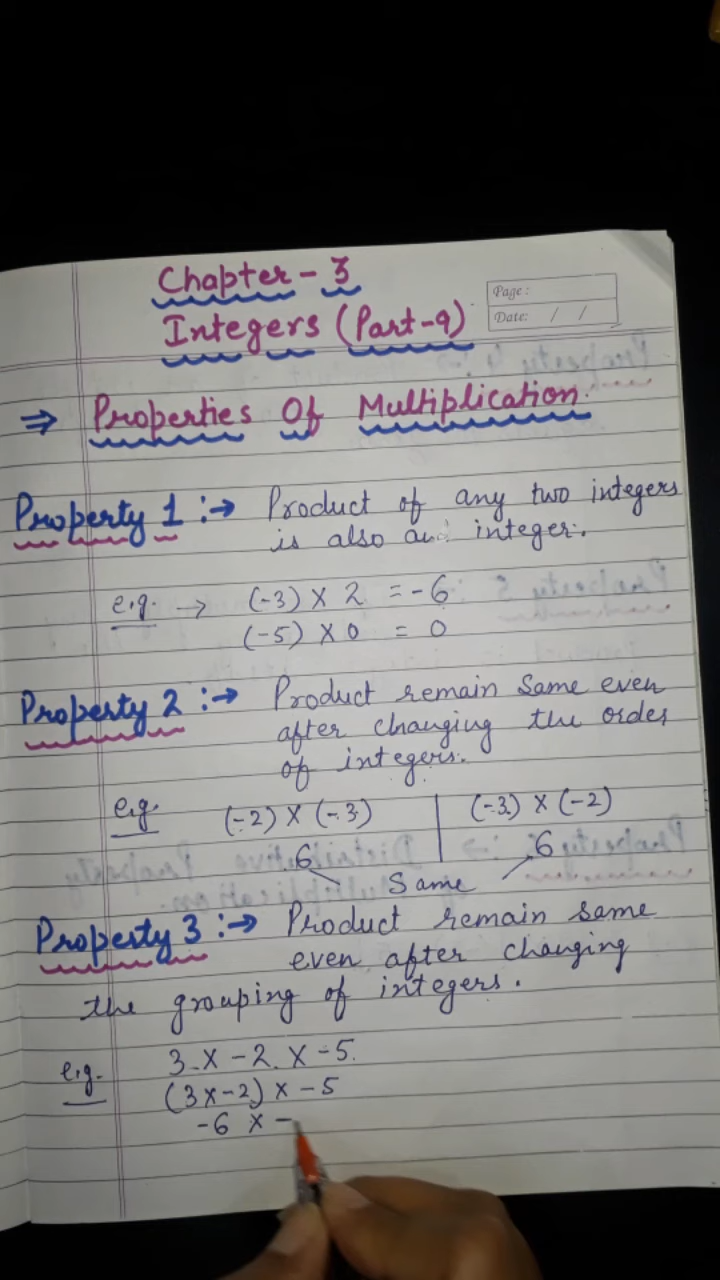 Chapter - 3
Page :
Integers (Part-9)
Date: / /
⇒ Properties Of Multiplication.
Property 1 :→ Product of any two integers
is also an integer.
e.g. → (-3) × 2 = -6
(-5) × 0 = 0
Property 2 :→ Product remain same even
after changing the order
of integers.
e.g. (-2) × (-3) | (-3) × (-2)
6 6
Same
Property 3 :→ Product remain same
even after changing
the grouping of integers.
e.g. 3 × -2 × -5.
(3×-2) × -5
-6 × -